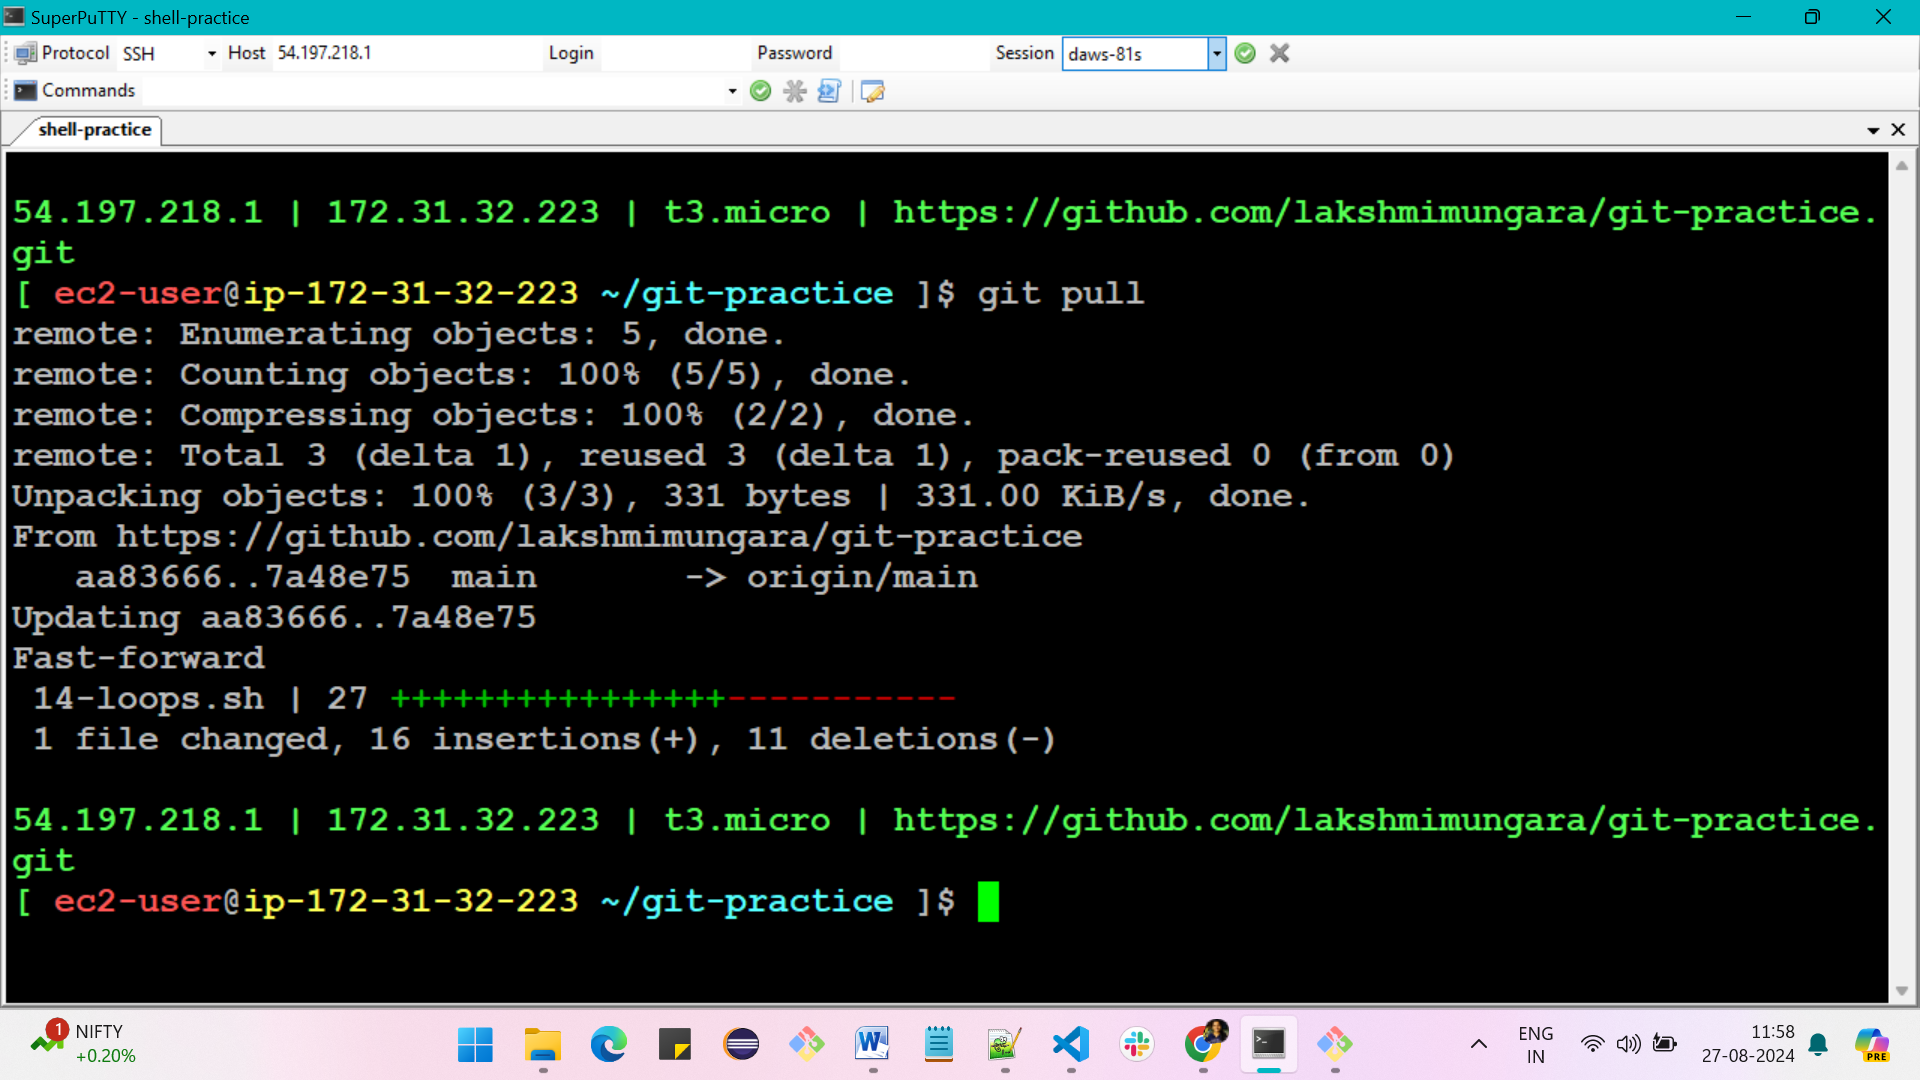 SuperPuTTY - shell-practice
Protocol SSH Host 54.197.218.1 Login Password Session daws-81s
Commands
shell-practice
54.197.218.1 | 172.31.32.223 | t3.micro | https://github.com/lakshmimungara/git-practice.
git
[ ec2-user@ip-172-31-32-223 ~/git-practice ]$ git pull
remote: Enumerating objects: 5, done.
remote: Counting objects: 100% (5/5), done.
remote: Compressing objects: 100% (2/2), done.
remote: Total 3 (delta 1), reused 3 (delta 1), pack-reused 0 (from 0)
Unpacking objects: 100% (3/3), 331 bytes | 331.00 KiB/s, done.
From https://github.com/lakshmimungara/git-practice
   aa83666..7a48e75  main       -> origin/main
Updating aa83666..7a48e75
Fast-forward
 14-loops.sh | 27 ++++++++++++++++-----------
 1 file changed, 16 insertions(+), 11 deletions(-)
54.197.218.1 | 172.31.32.223 | t3.micro | https://github.com/lakshmimungara/git-practice.
git
[ ec2-user@ip-172-31-32-223 ~/git-practice ]$
1 NIFTY
+0.20%
ENG
IN
11:58
27-08-2024
PRE